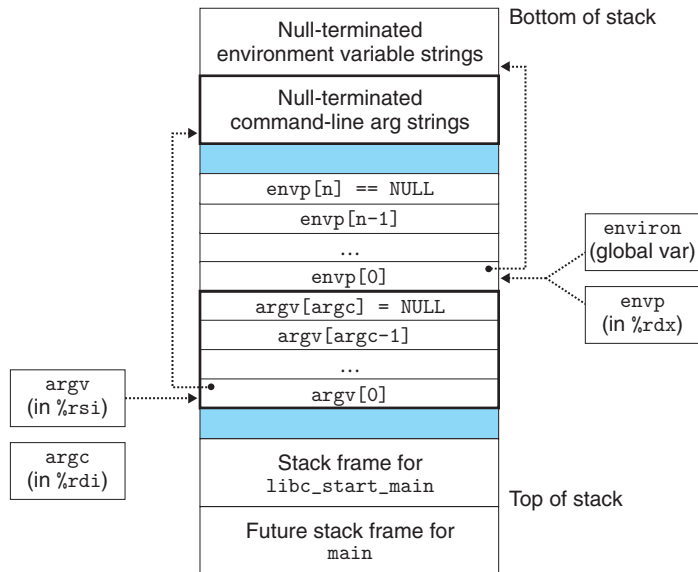 Bottom of stack
Null-terminated
environment variable strings
Null-terminated
command-line arg strings
envp[n] == NULL
envp[n-1]
...
envp[0]
environ
(global var)
envp
(in %rdx)
argv[argc] = NULL
argv[argc-1]
...
argv[0]
argv
(in %rsi)
argc
(in %rdi)
Stack frame for
libc_start_main
Top of stack
Future stack frame for
main